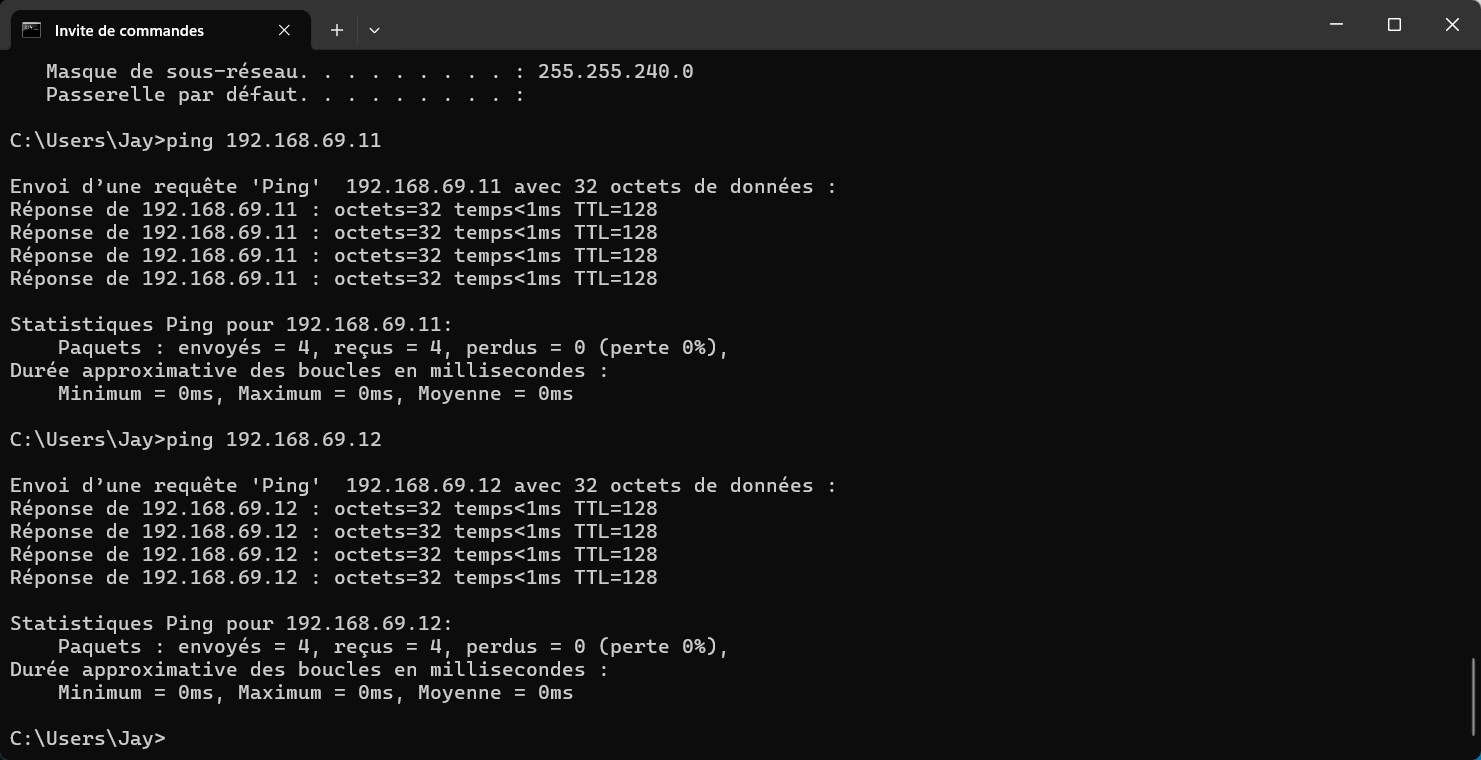 Invite de commandes
   Masque de sous-réseau. . . . . . . . . : 255.255.240.0
   Passerelle par défaut. . . . . . . . . :
C:\Users\Jay>ping 192.168.69.11
Envoi d’une requête 'Ping'  192.168.69.11 avec 32 octets de données :
Réponse de 192.168.69.11 : octets=32 temps<1ms TTL=128
Réponse de 192.168.69.11 : octets=32 temps<1ms TTL=128
Réponse de 192.168.69.11 : octets=32 temps<1ms TTL=128
Réponse de 192.168.69.11 : octets=32 temps<1ms TTL=128
Statistiques Ping pour 192.168.69.11:
    Paquets : envoyés = 4, reçus = 4, perdus = 0 (perte 0%),
Durée approximative des boucles en millisecondes :
    Minimum = 0ms, Maximum = 0ms, Moyenne = 0ms
C:\Users\Jay>ping 192.168.69.12
Envoi d’une requête 'Ping'  192.168.69.12 avec 32 octets de données :
Réponse de 192.168.69.12 : octets=32 temps<1ms TTL=128
Réponse de 192.168.69.12 : octets=32 temps<1ms TTL=128
Réponse de 192.168.69.12 : octets=32 temps<1ms TTL=128
Réponse de 192.168.69.12 : octets=32 temps<1ms TTL=128
Statistiques Ping pour 192.168.69.12:
    Paquets : envoyés = 4, reçus = 4, perdus = 0 (perte 0%),
Durée approximative des boucles en millisecondes :
    Minimum = 0ms, Maximum = 0ms, Moyenne = 0ms
C:\Users\Jay>